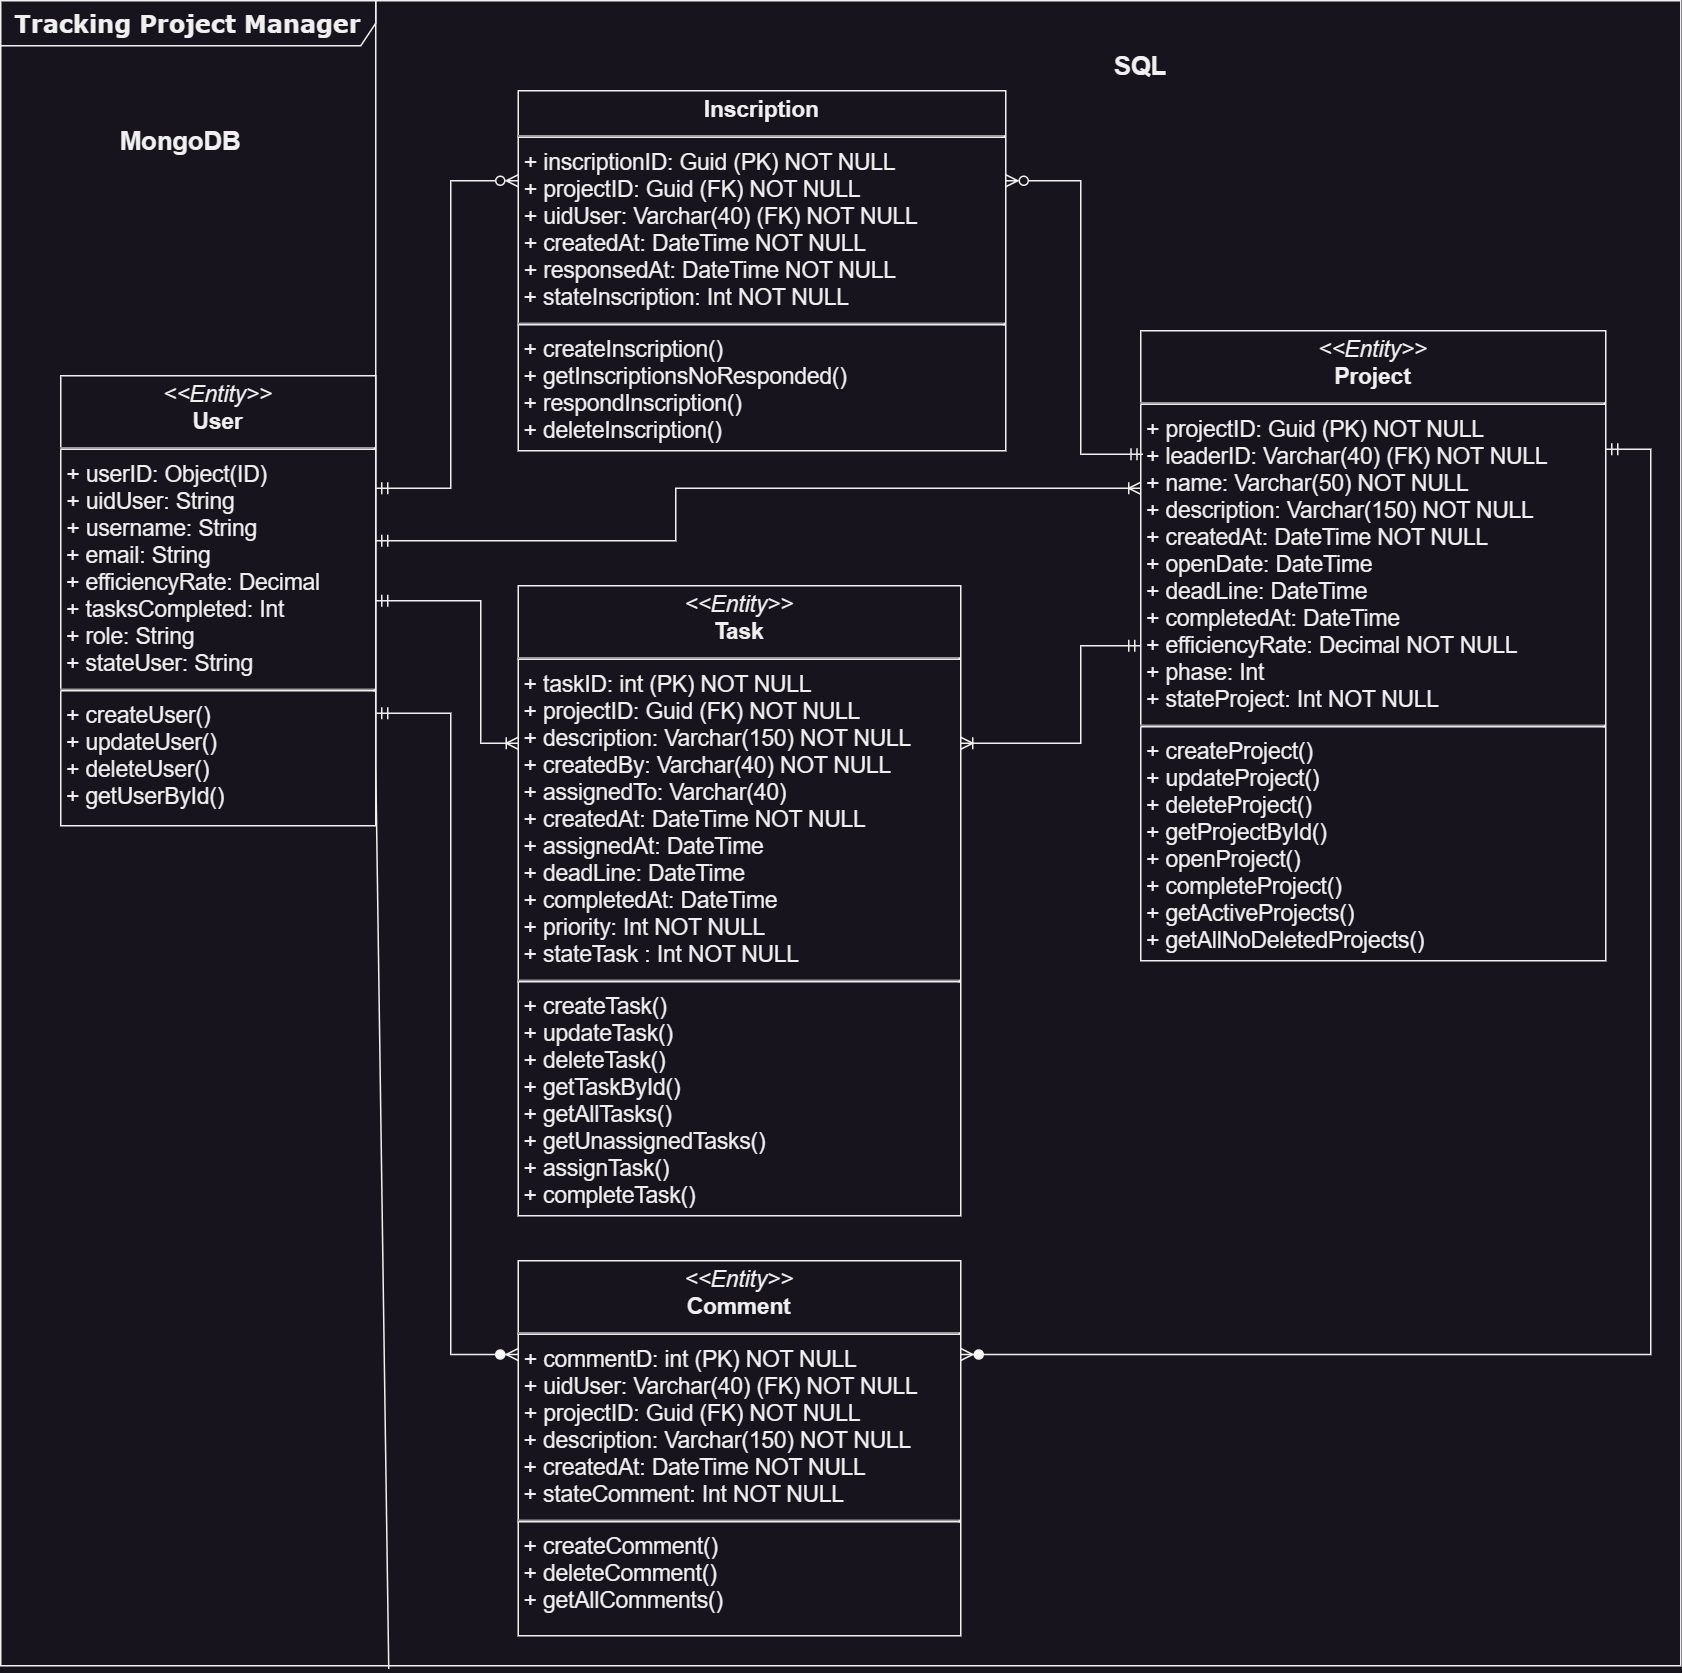 Tracking Project Manager
MongoDB
SQL
Inscription
+ inscriptionID: Guid (PK) NOT NULL
+ projectID: Guid (FK) NOT NULL
+ uidUser: Varchar(40) (FK) NOT NULL
+ createdAt: DateTime NOT NULL
+ responsedAt: DateTime NOT NULL
+ stateInscription: Int NOT NULL
+ createInscription()
+ getInscriptionsNoResponded()
+ respondInscription()
+ deleteInscription()
<<Entity>>
User
+ userID: Object(ID)
+ uidUser: String
+ username: String
+ email: String
+ efficiencyRate: Decimal
+ tasksCompleted: Int
+ role: String
+ stateUser: String
+ createUser()
+ updateUser()
+ deleteUser()
+ getUserById()
<<Entity>>
Project
+ projectID: Guid (PK) NOT NULL
+ leaderID: Varchar(40) (FK) NOT NULL
+ name: Varchar(50) NOT NULL
+ description: Varchar(150) NOT NULL
+ createdAt: DateTime NOT NULL
+ openDate: DateTime
+ deadLine: DateTime
+ completedAt: DateTime
+ efficiencyRate: Decimal NOT NULL
+ phase: Int
+ stateProject: Int NOT NULL
+ createProject()
+ updateProject()
+ deleteProject()
+ getProjectById()
+ openProject()
+ completeProject()
+ getActiveProjects()
+ getAllNoDeletedProjects()
<<Entity>>
Task
+ taskID: int (PK) NOT NULL
+ projectID: Guid (FK) NOT NULL
+ description: Varchar(150) NOT NULL
+ createdBy: Varchar(40) NOT NULL
+ assignedTo: Varchar(40)
+ createdAt: DateTime NOT NULL
+ assignedAt: DateTime
+ deadLine: DateTime
+ completedAt: DateTime
+ priority: Int NOT NULL
+ stateTask : Int NOT NULL
+ createTask()
+ updateTask()
+ deleteTask()
+ getTaskById()
+ getAllTasks()
+ getUnassignedTasks()
+ assignTask()
+ completeTask()
<<Entity>>
Comment
+ commentD: int (PK) NOT NULL
+ uidUser: Varchar(40) (FK) NOT NULL
+ projectID: Guid (FK) NOT NULL
+ description: Varchar(150) NOT NULL
+ createdAt: DateTime NOT NULL
+ stateComment: Int NOT NULL
+ createComment()
+ deleteComment()
+ getAllComments()